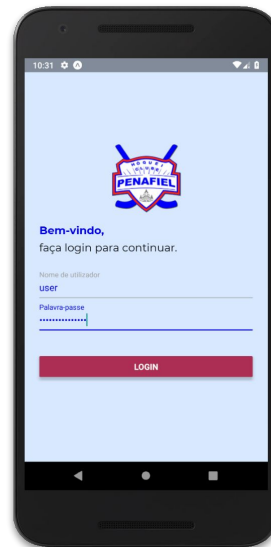 10:31
HOQUEI
CLUBE
PENAFIEL
Bem-vindo,
faça login para continuar.
Nome de utilizador
user
Palavra-passe
•••••••••••••••
LOGIN